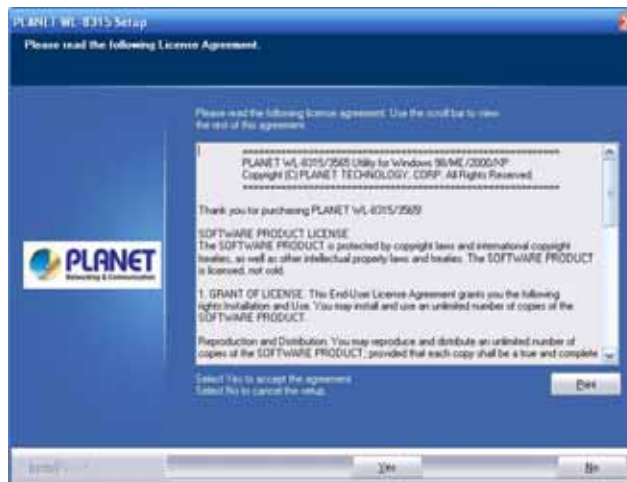 PLANET WL-8315 Setup
Please read the following License Agreement.
Please read the following license agreement. Use the scroll bar to view
the rest of this agreement.
PLANET WL-8315/3565 Utility for Windows 98/ME/2000/XP
Copyright (C) PLANET TECHNOLOGY, CORP. All Rights Reserved.
Thank you for purchasing PLANET WL-8315/3565!
SOFTWARE PRODUCT LICENSE
The SOFTWARE PRODUCT is protected by copyright laws and international copyright
treaties, as well as other intellectual property laws and treaties. The SOFTWARE PRODUCT
is licensed, not sold.
1. GRANT OF LICENSE. This End-User License Agreement grants you the following
rights:Installation and Use. You may install and use an unlimited number of copies of the
SOFTWARE PRODUCT.
Reproduction and Distribution. You may reproduce and distribute an unlimited number of
copies of the SOFTWARE PRODUCT; provided that each copy shall be a true and complete
PLANET
Networking & Communication
Select Yes to accept the agreement.
Select No to cancel the setup.
Print
Yes
No